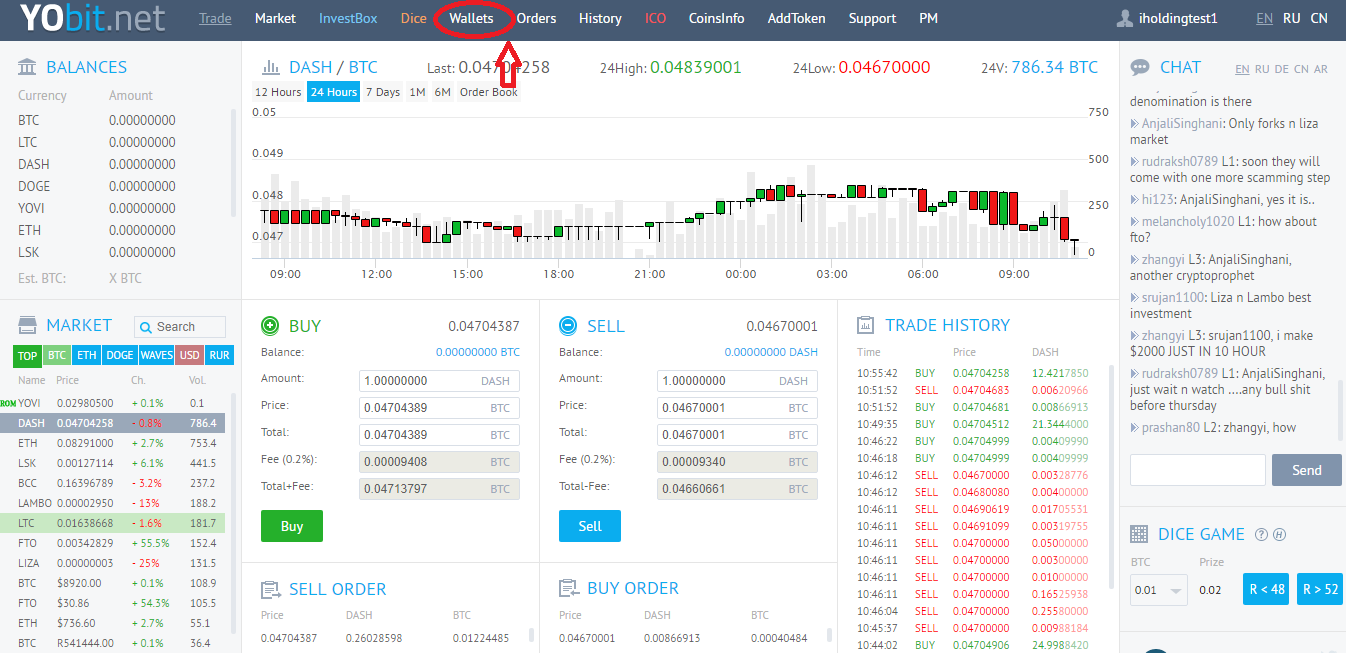 YObit.net
Trade Market InvestBox Dice Wallets Orders History ICO CoinsInfo AddToken Support PM
iholdingtest1
EN RU CN
BALANCES
Currency Amount
BTC 0.00000000
LTC 0.00000000
DASH 0.00000000
DOGE 0.00000000
YOVI 0.00000000
ETH 0.00000000
LSK 0.00000000
Est. BTC: X BTC
DASH / BTC
Last: 0.04704258
24High: 0.04839001
24Low: 0.04670000
24V: 786.34 BTC
12 Hours 24 Hours 7 Days 1M 6M Order Book
0.05 750
0.049 500
0.048 250
0.047 0
09:00 12:00 15:00 18:00 21:00 00:00 03:00 06:00 09:00
MARKET
Search
TOP BTC ETH DOGE WAVES USD RUR
Name Price Ch. Vol.
ROM YOVI 0.02980500 + 0.1% 0.1
DASH 0.04704258 - 0.8% 786.4
ETH 0.08291000 + 2.7% 753.4
LSK 0.00127114 + 6.1% 441.5
BCC 0.16396789 - 3.2% 237.2
LAMBO 0.00002950 - 13% 188.2
LTC 0.01638668 - 1.6% 181.7
FTO 0.00342829 + 55.5% 152.4
LIZA 0.00000003 - 25% 131.5
BTC $8920.00 + 0.1% 108.9
FTO $30.86 + 54.3% 105.5
ETH $736.60 + 2.7% 55.1
BTC R541444.00 + 0.1% 36.4
BUY 0.04704387
Balance: 0.00000000 BTC
Amount: 1.00000000 DASH
Price: 0.04704389 BTC
Total: 0.04704389 BTC
Fee (0.2%): 0.00009408 BTC
Total+Fee: 0.04713797 BTC
Buy
SELL 0.04670001
Balance: 0.00000000 DASH
Amount: 1.00000000 DASH
Price: 0.04670001 BTC
Total: 0.04670001 BTC
Fee (0.2%): 0.00009340 BTC
Total-Fee: 0.04660661 BTC
Sell
SELL ORDER
Price DASH BTC
0.04704387 0.26028598 0.01224485
BUY ORDER
Price DASH BTC
0.04670001 0.00866913 0.00040484
TRADE HISTORY
Time Price DASH
10:55:42 BUY 0.04704258 12.4217850
10:51:52 SELL 0.04704683 0.00620966
10:51:52 BUY 0.04704681 0.00866913
10:49:35 BUY 0.04704512 21.3444000
10:46:22 BUY 0.04704999 0.00409990
10:46:18 BUY 0.04704999 0.00409999
10:46:12 SELL 0.04670000 0.00328776
10:46:12 SELL 0.04680080 0.00400000
10:46:11 SELL 0.04690619 0.01705531
10:46:11 SELL 0.04691099 0.00319755
10:46:11 SELL 0.04700000 0.05000000
10:46:11 SELL 0.04700000 0.00300000
10:46:11 SELL 0.04700000 0.01000000
10:46:11 SELL 0.04700000 0.16525938
10:46:04 SELL 0.04700000 0.25580000
10:45:37 SELL 0.04700000 0.00988184
10:44:02 BUY 0.04704906 24.9988420
CHAT
EN RU DE CN AR
denomination is there
AnjaliSinghani: Only forks n liza
market
rudraksh0789 L1: soon they will
come with one more scamming step
hi123: AnjaliSinghani, yes it is..
melancholy1020 L1: how about
fto?
zhangyi L3: AnjaliSinghani,
another cryptoprophet
srujan1100: Liza n Lambo best
investment
zhangyi L3: srujan1100, i make
$2000 JUST IN 10 HOUR
rudraksh0789 L1: AnjaliSinghani,
just wait n watch ....any bull shit
before thursday
prashan80 L2: zhangyi, how
Send
DICE GAME ? H
BTC Prize
0.01 0.02 R < 48 R > 52